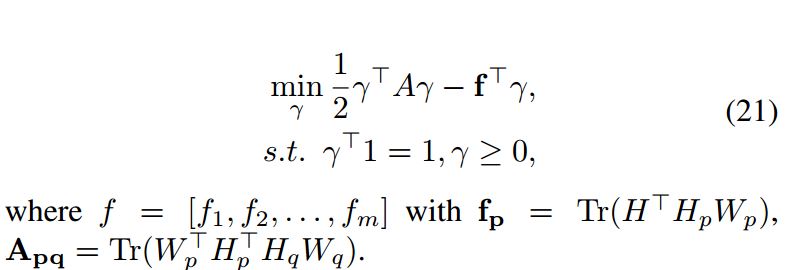 min_γ 1/2 γ^⊤ Aγ − f^⊤ γ,
(21)
s.t. γ^⊤ 1 = 1, γ ≥ 0,
where f = [f_1, f_2, . . . , f_m] with f_p = Tr(H^⊤ H_p W_p),
A_pq = Tr(W_p^⊤ H_p^⊤ H_q W_q).